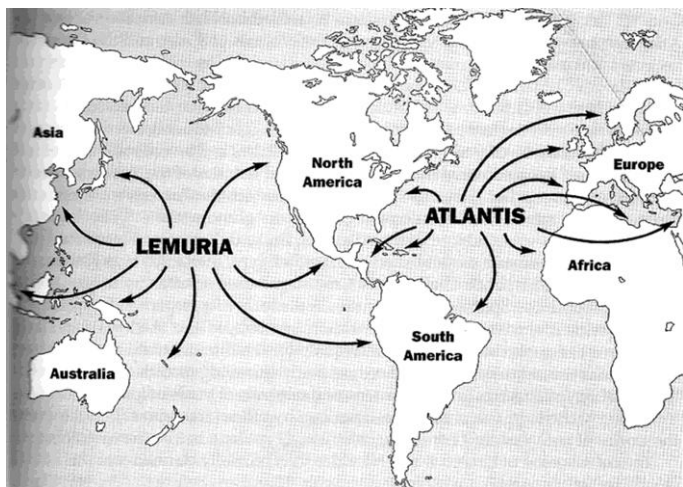 Asia
North
America
Europe
ATLANTIS
LEMURIA
Africa
South
America
Australia